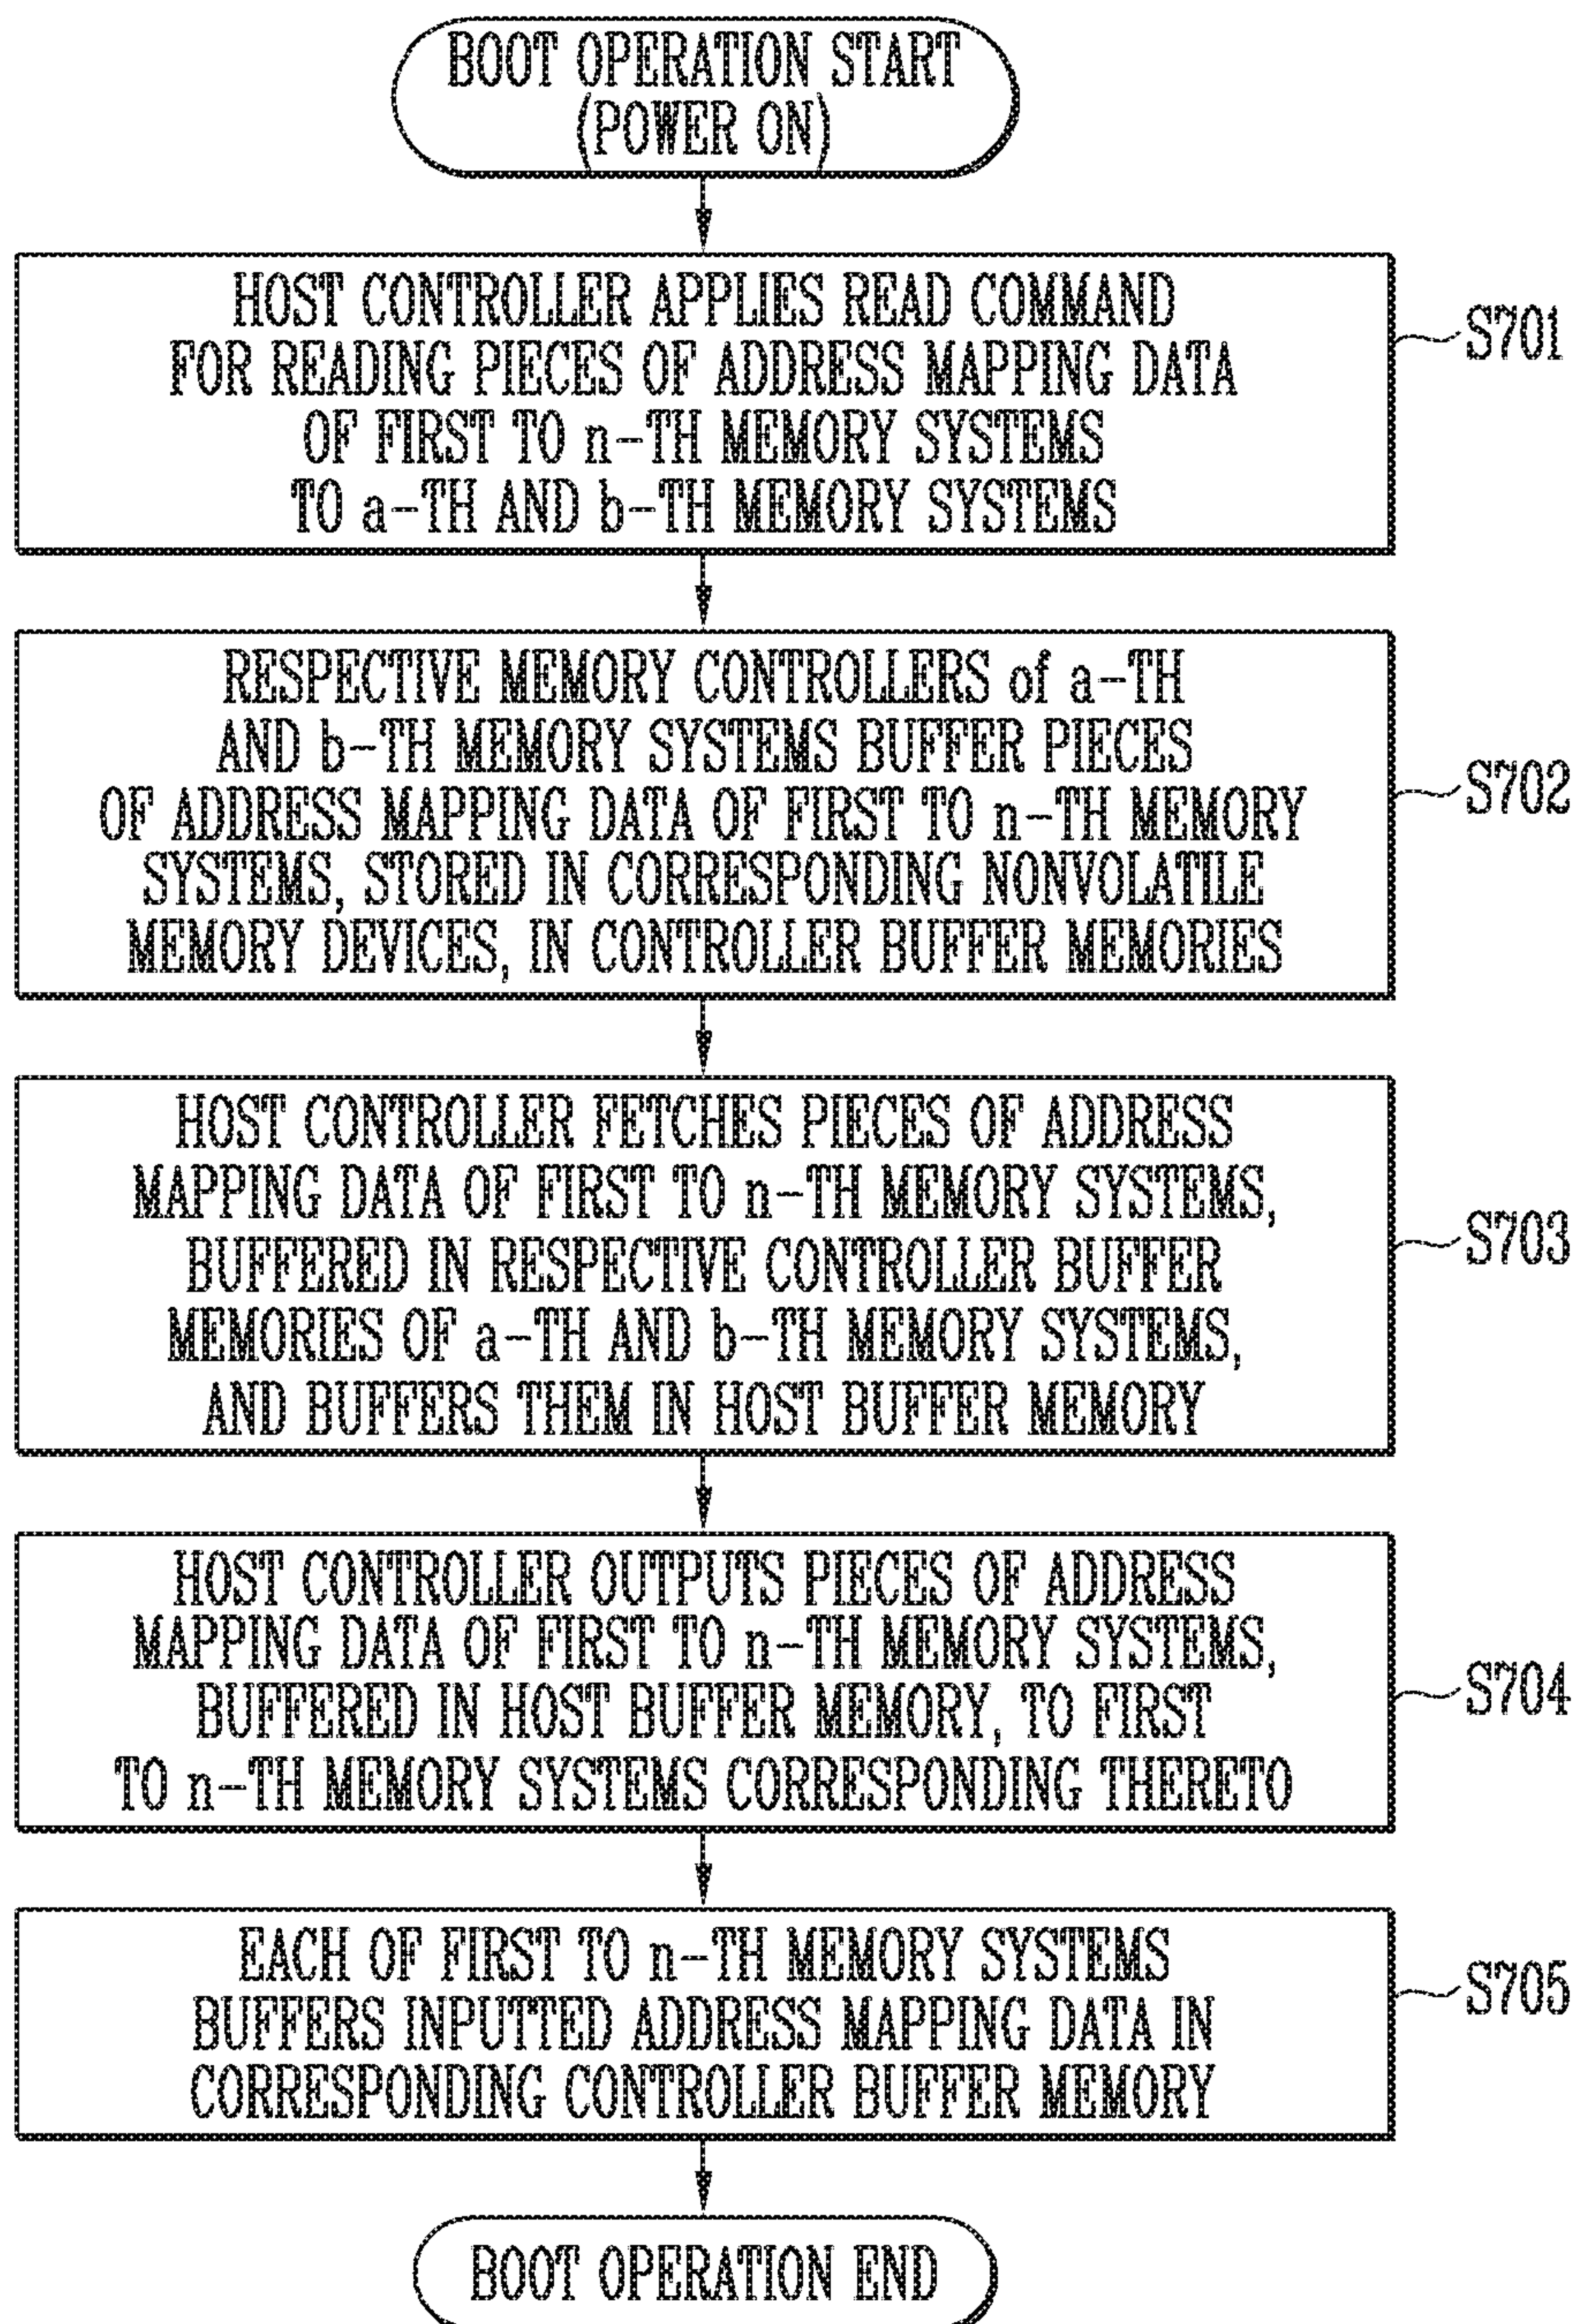 BOOT OPERATION START
(POWER ON)
HOST CONTROLLER APPLIES READ COMMAND
FOR READING PIECES OF ADDRESS MAPPING DATA
OF FIRST TO n-TH MEMORY SYSTEMS
TO a-TH AND b-TH MEMORY SYSTEMS
S701
RESPECTIVE MEMORY CONTROLLERS of a-TH
AND b-TH MEMORY SYSTEMS BUFFER PIECES
OF ADDRESS MAPPING DATA OF FIRST TO n-TH MEMORY
SYSTEMS, STORED IN CORRESPONDING NONVOLATILE
MEMORY DEVICES, IN CONTROLLER BUFFER MEMORIES
S702
HOST CONTROLLER FETCHES PIECES OF ADDRESS
MAPPING DATA OF FIRST TO n-TH MEMORY SYSTEMS,
BUFFERED IN RESPECTIVE CONTROLLER BUFFER
MEMORIES OF a-TH AND b-TH MEMORY SYSTEMS,
AND BUFFERS THEM IN HOST BUFFER MEMORY
S703
HOST CONTROLLER OUTPUTS PIECES OF ADDRESS
MAPPING DATA OF FIRST TO n-TH MEMORY SYSTEMS,
BUFFERED IN HOST BUFFER MEMORY, TO FIRST
TO n-TH MEMORY SYSTEMS CORRESPONDING THERETO
S704
EACH OF FIRST TO n-TH MEMORY SYSTEMS
BUFFERS INPUTTED ADDRESS MAPPING DATA IN
CORRESPONDING CONTROLLER BUFFER MEMORY
S705
BOOT OPERATION END